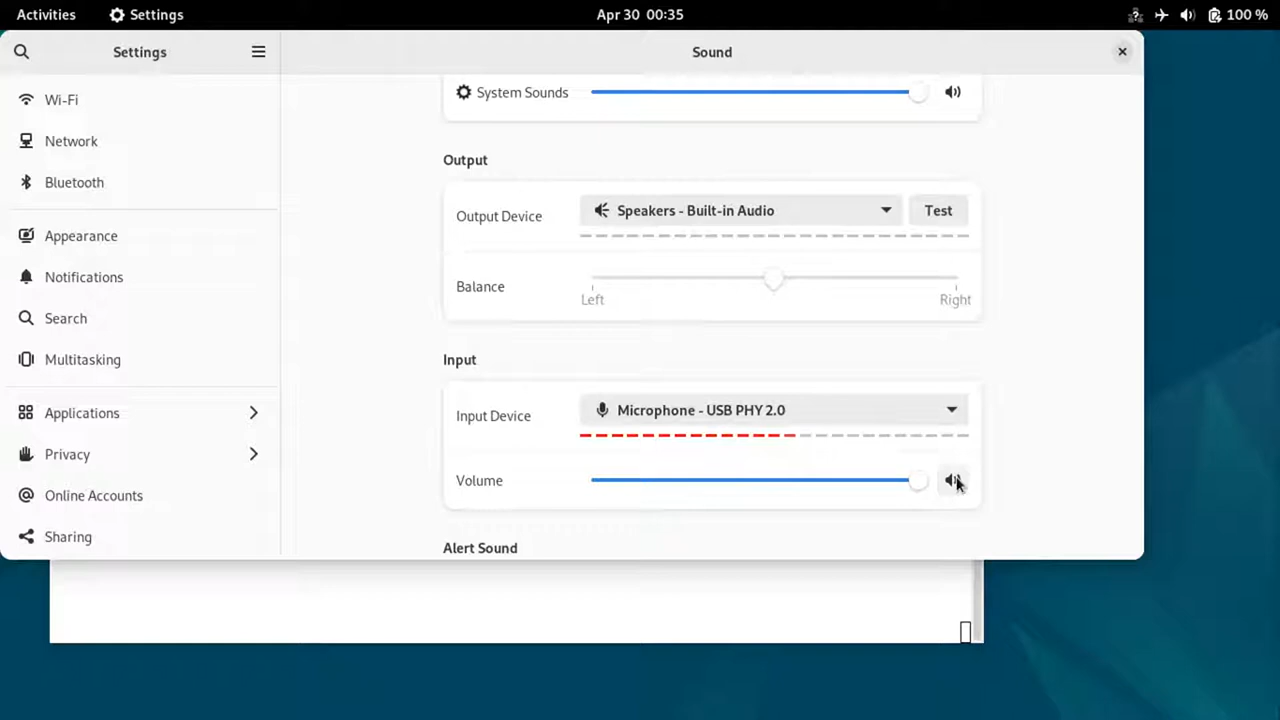 Activities
Settings
Apr 30 00:35
100 %
Settings
Sound
Wi-Fi
Network
Bluetooth
Appearance
Notifications
Search
Multitasking
Applications
Privacy
Online Accounts
Sharing
System Sounds
Output
Output Device
Speakers - Built-in Audio
Test
Balance
Left
Right
Input
Input Device
Microphone - USB PHY 2.0
Volume
Alert Sound